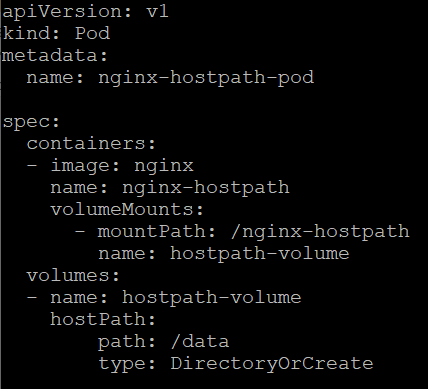 apiVersion: v1
kind: Pod
metadata:
  name: nginx-hostpath-pod

spec:
  containers:
  - image: nginx
    name: nginx-hostpath
    volumeMounts:
      - mountPath: /nginx-hostpath
        name: hostpath-volume
  volumes:
  - name: hostpath-volume
    hostPath:
        path: /data
        type: DirectoryOrCreate